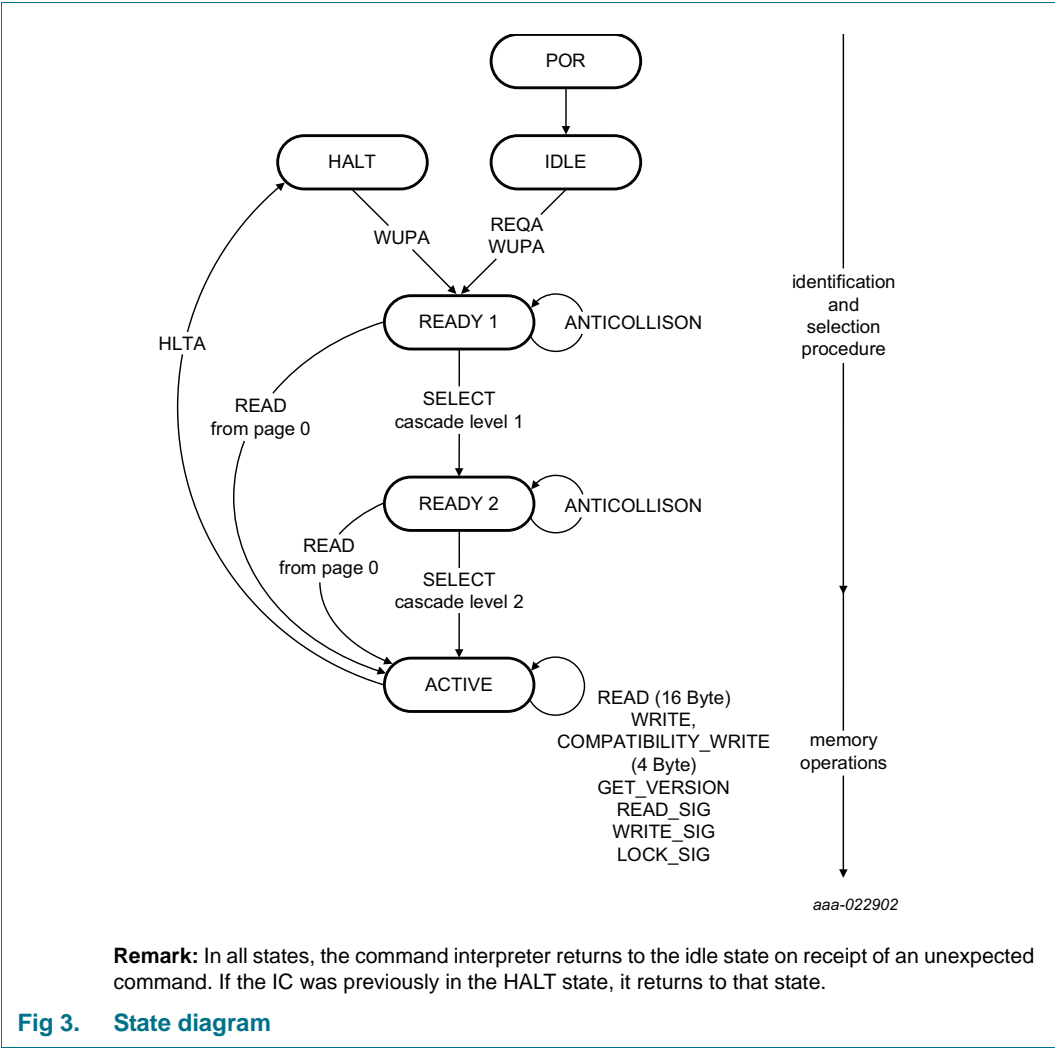 POR
HALT
IDLE
WUPA
REQA
WUPA
identification
and
selection
procedure
READY 1
ANTICOLLISON
HLTA
READ
from page 0
SELECT
cascade level 1
READY 2
ANTICOLLISON
READ
from page 0
SELECT
cascade level 2
ACTIVE
READ (16 Byte)
WRITE,
COMPATIBILITY_WRITE
(4 Byte)
GET_VERSION
READ_SIG
WRITE_SIG
LOCK_SIG
memory
operations
aaa-022902
Remark: In all states, the command interpreter returns to the idle state on receipt of an unexpected
command. If the IC was previously in the HALT state, it returns to that state.
Fig 3. State diagram